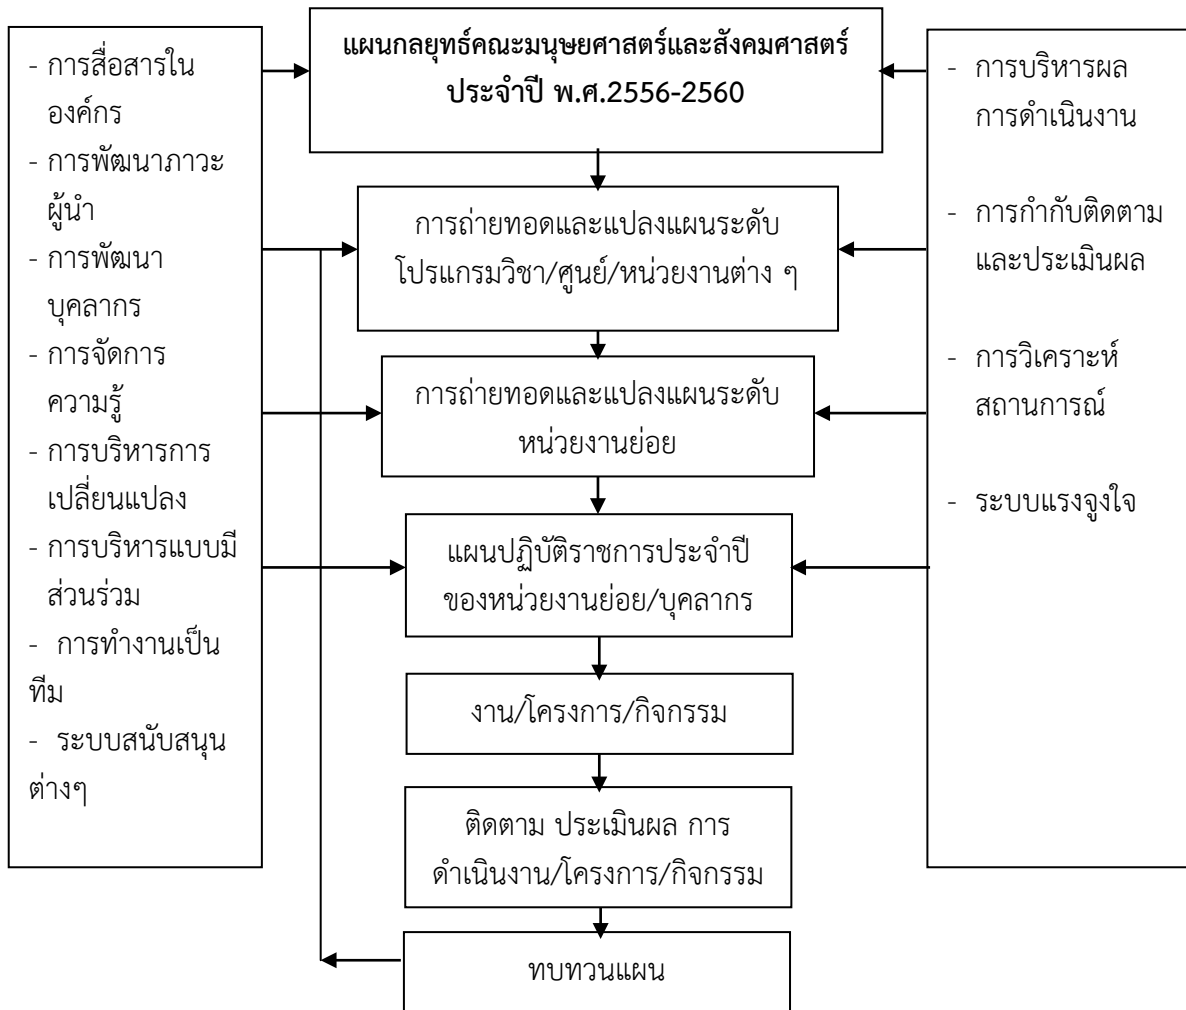 แผนกลยุทธ์คณะมนุษยศาสตร์และสังคมศาสตร์
ประจำปี พ.ศ.2556-2560
- การสื่อสารใน
องค์กร
- การพัฒนาภาวะ
ผู้นำ
- การพัฒนา
บุคลากร
- การจัดการ
ความรู้
- การบริหารการ
เปลี่ยนแปลง
- การบริหารแบบมี
ส่วนร่วม
- การทำงานเป็น
ทีม
- ระบบสนับสนุน
ต่างๆ
การถ่ายทอดและแปลงแผนระดับ
โปรแกรมวิชา/ศูนย์/หน่วยงานต่าง ๆ
การถ่ายทอดและแปลงแผนระดับ
หน่วยงานย่อย
แผนปฏิบัติราชการประจำปี
ของหน่วยงานย่อย/บุคลากร
งาน/โครงการ/กิจกรรม
ติดตาม ประเมินผล การ
ดำเนินงาน/โครงการ/กิจกรรม
ทบทวนแผน
- การบริหารผล
การดำเนินงาน
- การกำกับติดตาม
และประเมินผล
- การวิเคราะห์
สถานการณ์
- ระบบแรงจูงใจ